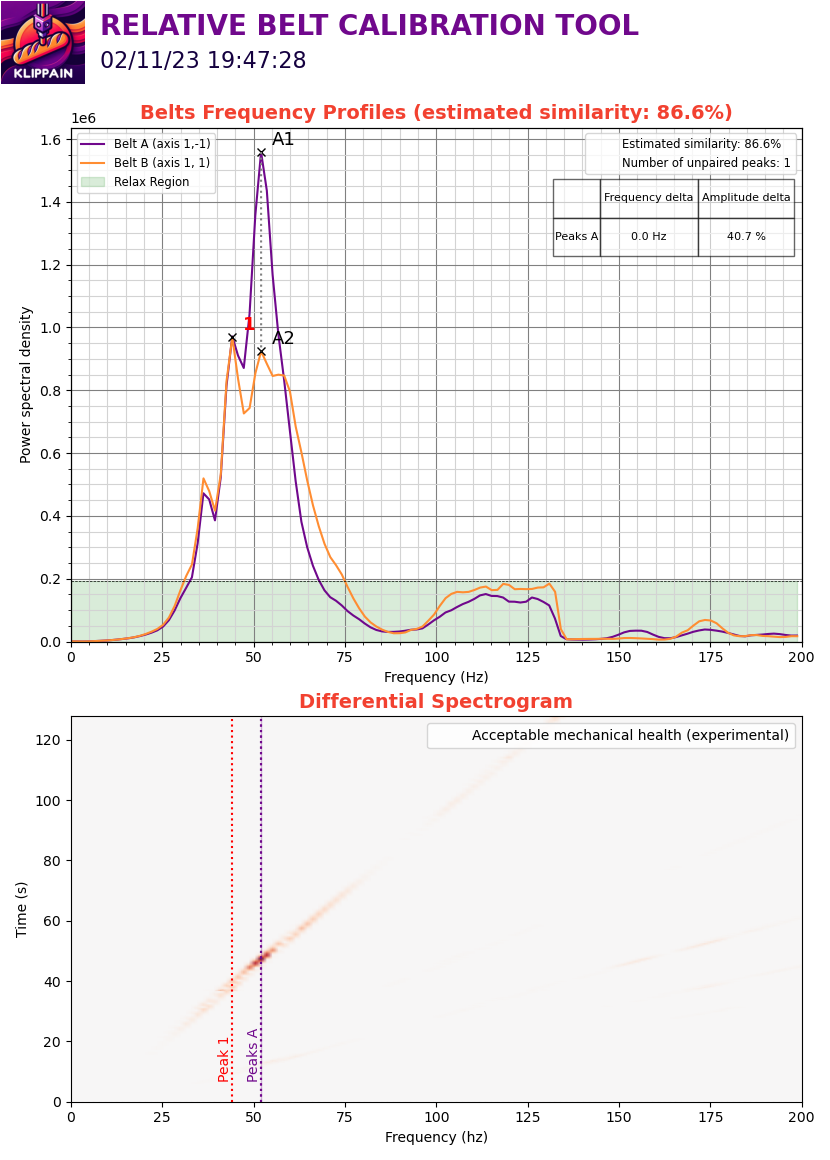 KLIPPAIN
RELATIVE BELT CALIBRATION TOOL
02/11/23 19:47:28
Belts Frequency Profiles (estimated similarity: 86.6%)
1e6
Belt A (axis 1,-1)
Belt B (axis 1, 1)
Relax Region
Estimated similarity: 86.6%
Number of unpaired peaks: 1
Frequency delta Amplitude delta
Peaks A 0.0 Hz 40.7 %
A1
1
A2
Power spectral density
1.6
1.4
1.2
1.0
0.8
0.6
0.4
0.2
0.0
0 25 50 75 100 125 150 175 200
Frequency (Hz)
Differential Spectrogram
Acceptable mechanical health (experimental)
Time (s)
120
100
80
60
40
20
0
Peak 1
Peaks A
0 25 50 75 100 125 150 175 200
Frequency (hz)